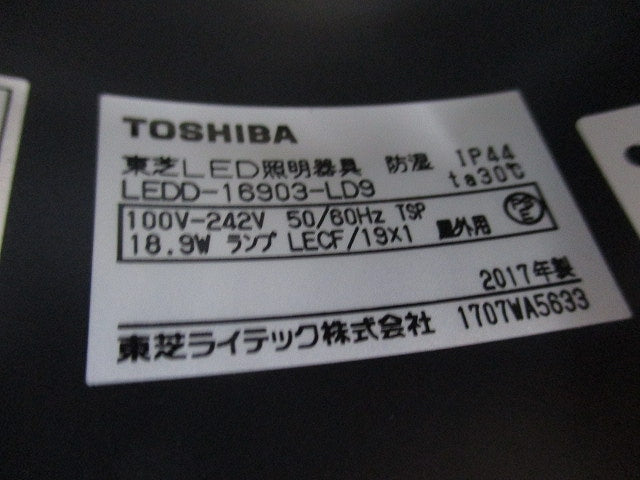 TOSHIBA
東芝LED照明器具 防湿 IP44
LEDD-16903-LD9 ta30℃
100V-242V 50/60Hz TSP
18.9W ランプ LECF/19X1 屋外用
2017年製
東芝ライテック株式会社 1707WA5633